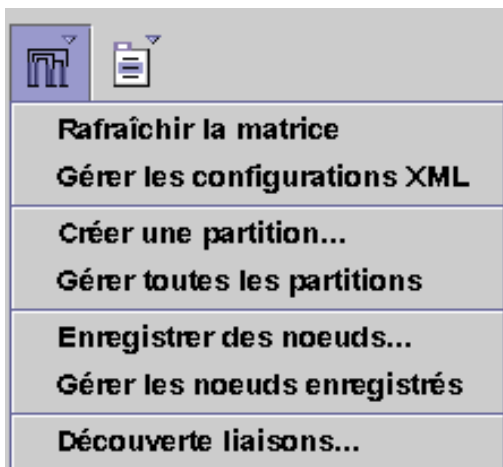 Rafraîchir la matrice
Gérer les configurations XML
Créer une partition...
Gérer toutes les partitions
Enregistrer des noeuds...
Gérer les noeuds enregistrés
Découverte liaisons...